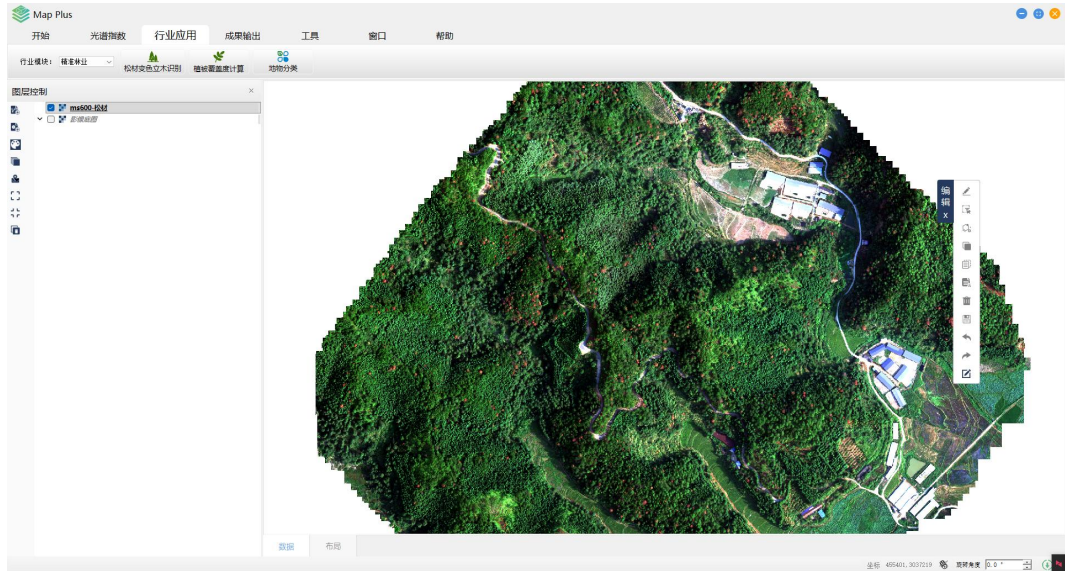 Map Plus
开始 光谱指数 行业应用 成果输出 工具 窗口 帮助
行业模块: 精准林业
松材变色立木识别 植被覆盖度计算 地物分类
图层控制 ×
ms600-松材
影像底图
编辑
x
数据 布局
坐标 455401,3037219 旋转角度 0.0 °